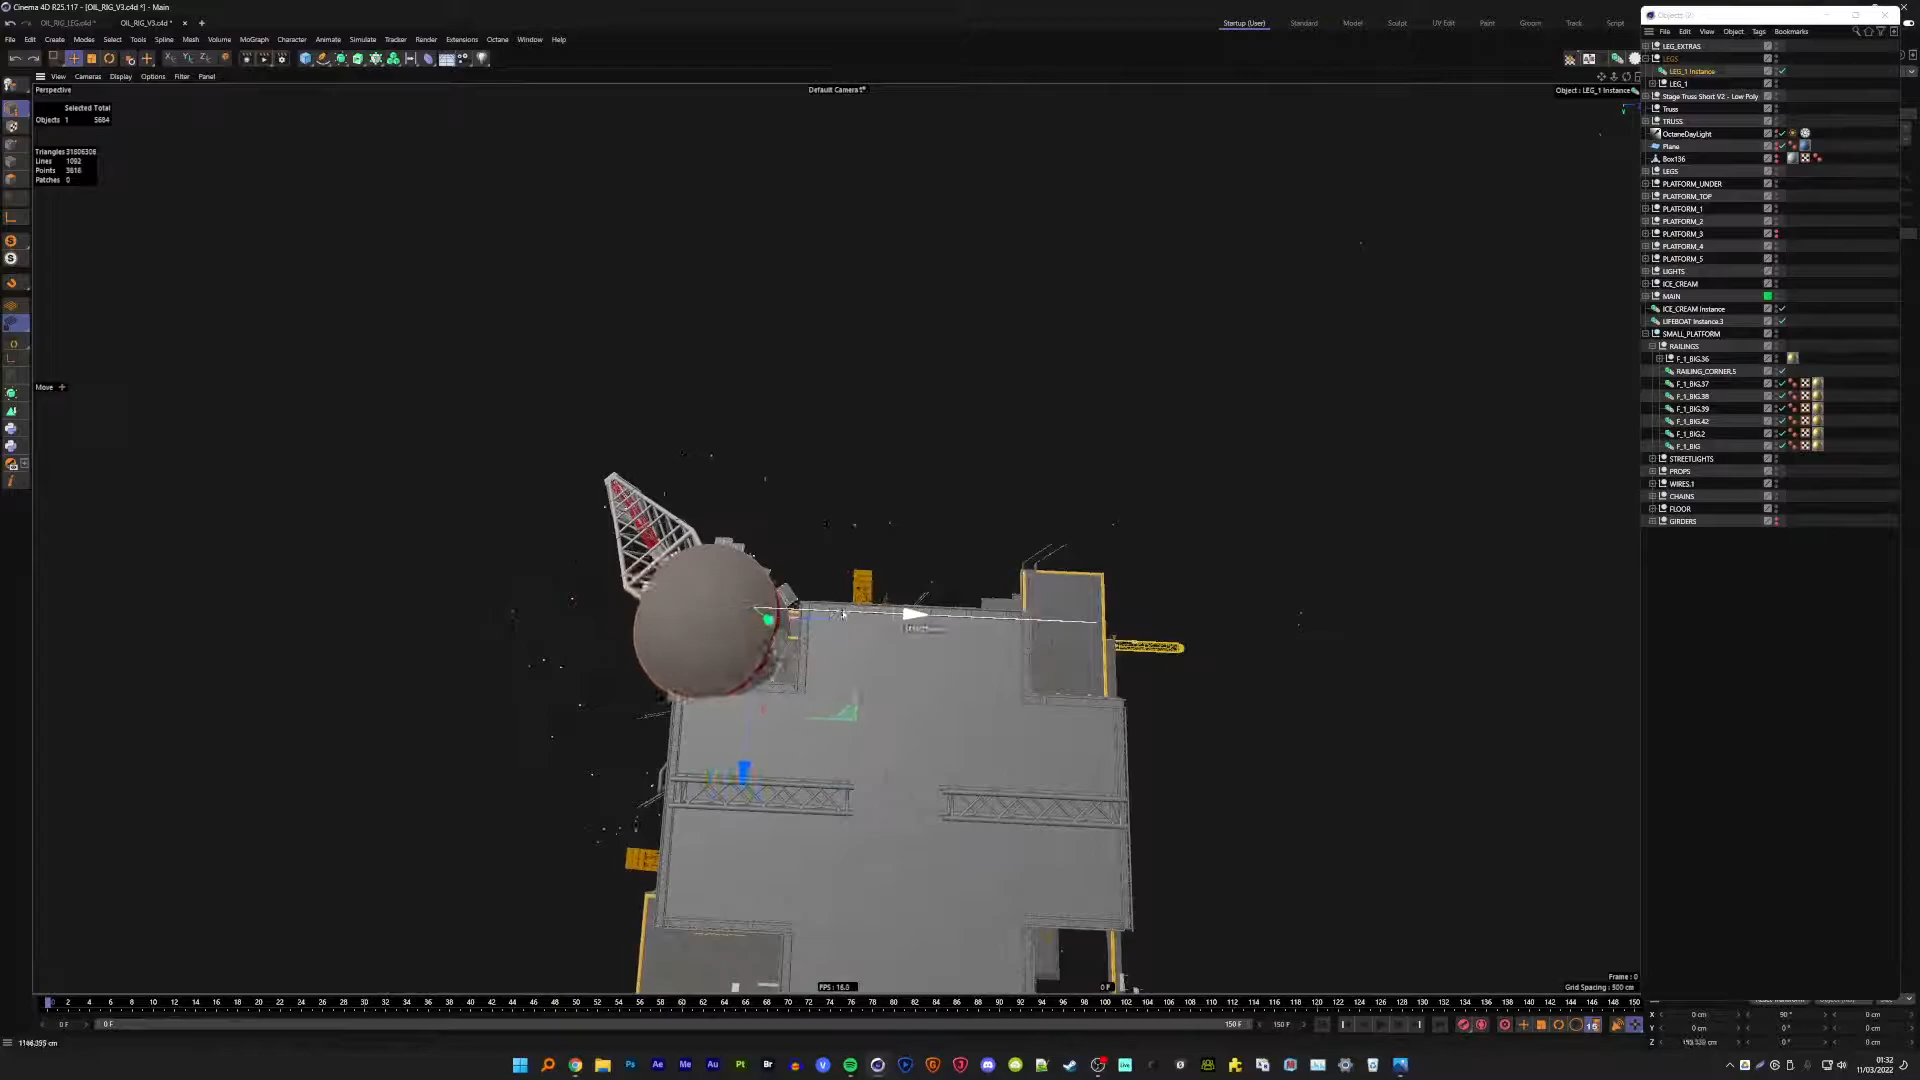 Cinema 4D R25.117 - [OIL_RIG_V3.c4d *] - Main
OIL_RIG_LEG.c4d *
OIL_RIG_V3.c4d *
Startup (User) Standard Model Sculpt UV Edit Paint Groom Track Script
File Edit Create Modes Select Tools Spline Mesh Volume MoGraph Character Animate Simulate Tracker Render Extensions Octane Window Help
View Cameras Display Options Filter Panel
Perspective
Default Camera
Object : LEG_1 Instance
Selected Total
Objects 1 5684
Triangles 31806306
Lines 1092
Points 3616
Patches 0
Move
File Edit View Object Tags Bookmarks
LEG_EXTRAS
LEGS
LEG_1 Instance
LEG_1
Stage Truss Short V2 - Low Poly
Truss
TRUSS
OctaneDayLight
Plane
Box136
LEGS
PLATFORM_UNDER
PLATFORM_TOP
PLATFORM_1
PLATFORM_2
PLATFORM_3
PLATFORM_4
PLATFORM_5
LIGHTS
ICE_CREAM
MAIN
ICE_CREAM Instance
LIFEBOAT Instance.3
SMALL_PLATFORM
RAILINGS
F_1_BIG.36
RAILING_CORNER.5
F_1_BIG.37
F_1_BIG.38
F_1_BIG.39
F_1_BIG.42
F_1_BIG.2
F_1_BIG
STREETLIGHTS
PROPS
WIRES.1
CHAINS
FLOOR
GIRDERS
Frame : 0
FPS : 16.0
0 F
Grid Spacing : 500 cm
0 2 4 6 8 10 12 14 16 18 20 22 24 26 28 30 32 34 36 38 40 42 44 46 48 50 52 54 56 58 60 62 64 66 68 70 72 74 76 78 80 82 84 86 88 90 92 94 96 98 100 102 104 106 108 110 112 114 116 118 120 122 124 126 128 130 132 134 136 138 140 142 144 146 148 150
0 F 0 F 150 F 150 F
X 0 cm 90 ° 0 cm
Y 0 cm 0 ° 0 cm
Z 0 ° 0 cm
Ps Ae Me Au Pt Br
01:32
11/03/2022